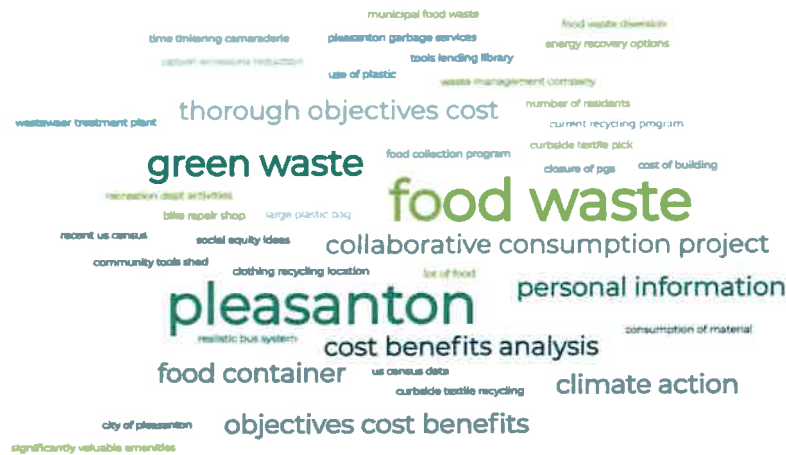 municipal food waste
food waste diversion
time tinkering camaraderie
pleasanton garbage services
energy recovery options
carbon emissions reduction
tools lending library
use of plastic
waste management company
thorough objectives cost
number of residents
wastewaer treatment plant
current recycling program
curbside textile pick
green waste
food collection program
closure of pgs
cost of building
recreation dept activities
food waste
bike repair shop
large plastic bag
recent us census
social equity ideas
collaborative consumption project
community tools shed
clothing recycling location
lot of food
personal information
pleasanton
consumption of material
realistic bus system
cost benefits analysis
food container
us census data
curbside textile recycling
climate action
city of pleasanton
objectives cost benefits
significantly valuable amenities